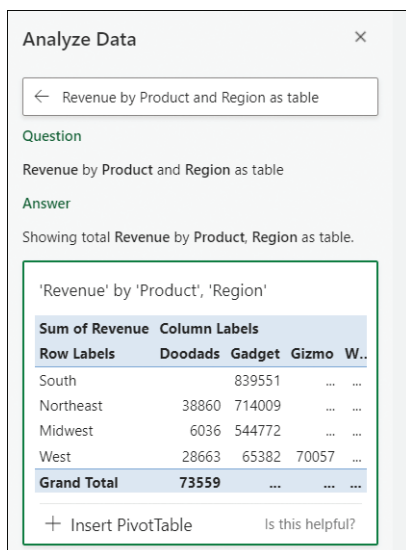 Analyze Data
Revenue by Product and Region as table
Question
Revenue by Product and Region as table
Answer
Showing total Revenue by Product, Region as table.
'Revenue' by 'Product', 'Region'
Sum of Revenue Column Labels
Row Labels Doodads Gadget Gizmo W..
South 839551 ... ...
Northeast 38860 714009 ... ...
Midwest 6036 544772 ... ...
West 28663 65382 70057 ...
Grand Total 73559 ... ... ...
Insert PivotTable Is this helpful?